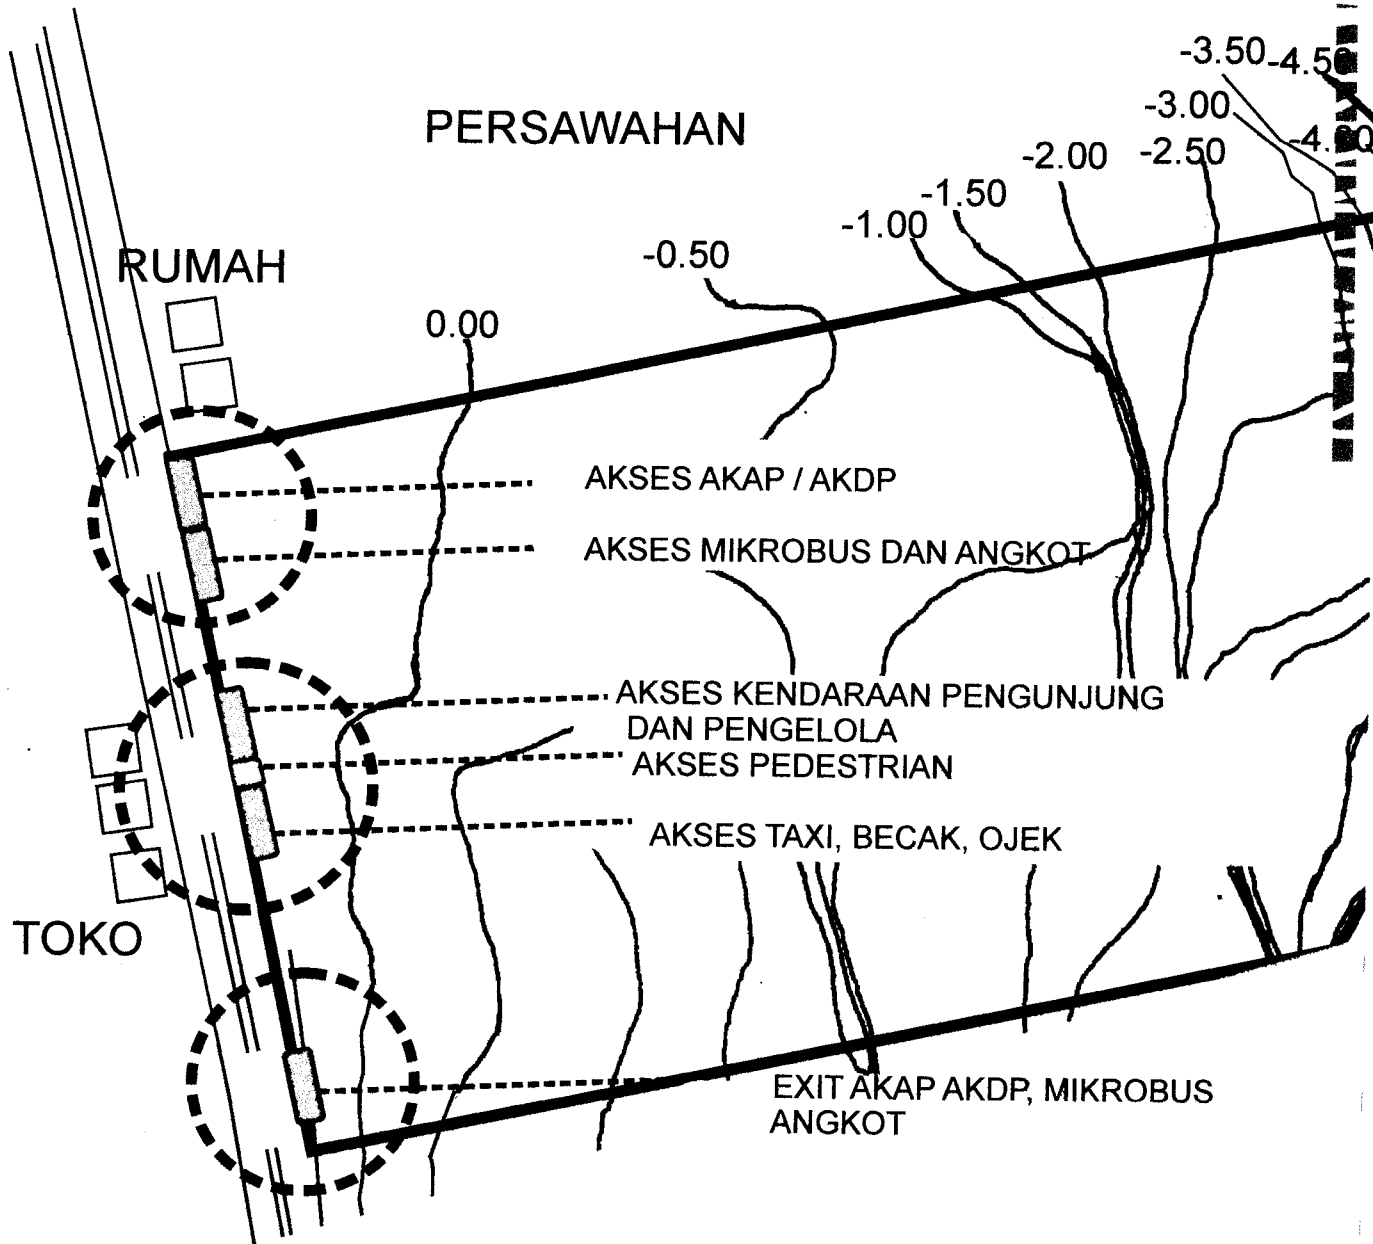 -3.50
-4.50
-3.00
PERSAWAHAN
-2.00
-2.50
-1.50
-1.00
RUMAH
-0.50
0.00
AKSES AKAP / AKDP
AKSES MIKROBUS DAN ANGKOT
AKSES KENDARAAN PENGUNJUNG
DAN PENGELOLA
AKSES PEDESTRIAN
AKSES TAXI, BECAK, OJEK
TOKO
EXIT AKAP AKDP, MIKROBUS
ANGKOT